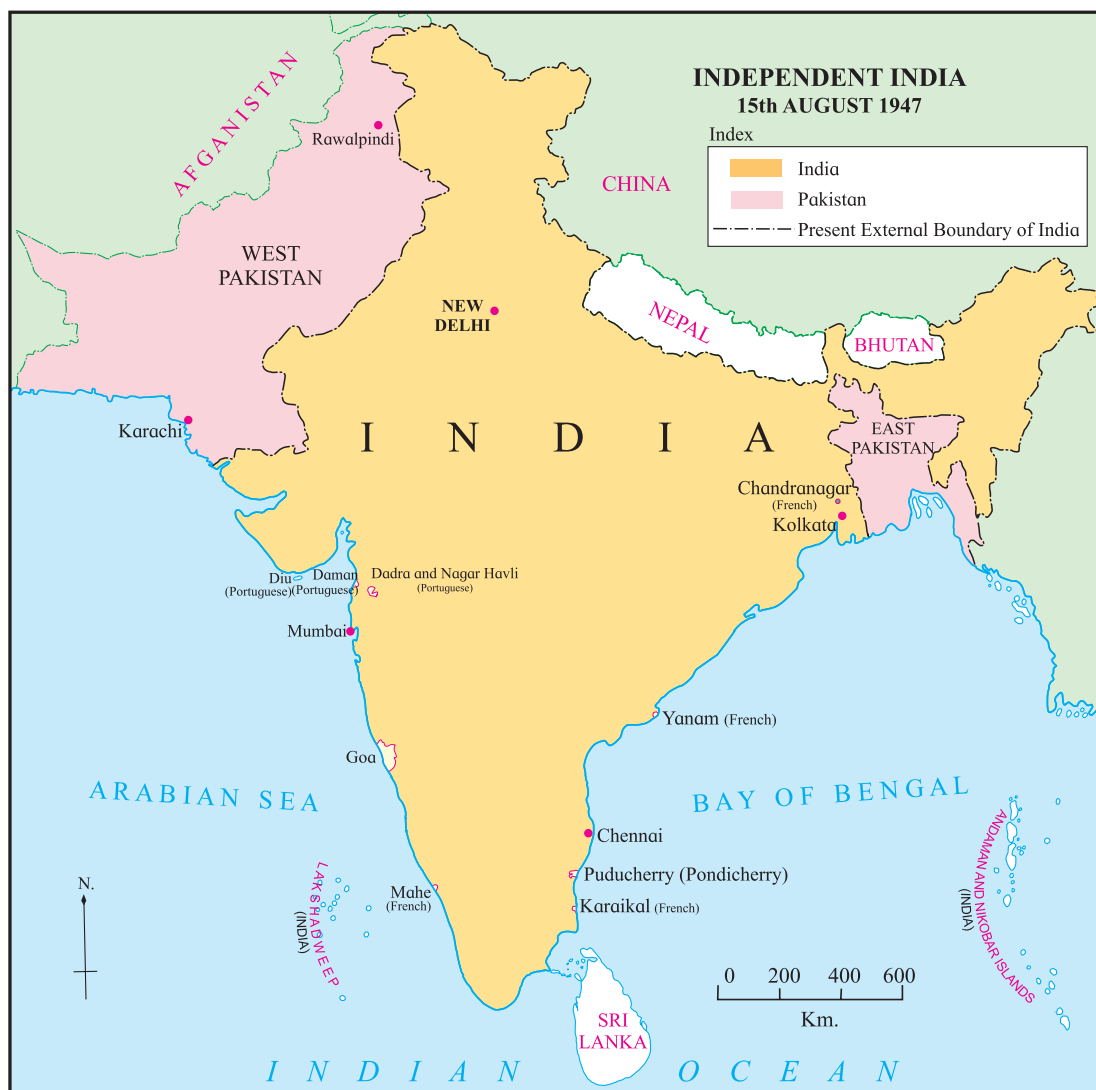 INDEPENDENT INDIA
15th AUGUST 1947
Index
India
Pakistan
Present External Boundary of India
AFGANISTAN
Rawalpindi
CHINA
WEST
PAKISTAN
NEW
DELHI
NEPAL
BHUTAN
Karachi
INDIA
EAST
PAKISTAN
Chandranagar
(French)
Kolkata
Diu
(Portuguese)
Daman
(Portuguese)
Dadra and Nagar Havli
(Portuguese)
Mumbai
Yanam (French)
Goa
ARABIAN SEA
BAY OF BENGAL
Chennai
Puducherry (Pondicherry)
Mahe
(French)
Karaikal (French)
LAKSHADWEEP
(INDIA)
ANDAMAN AND NIKOBAR ISLANDS
(INDIA)
N.
0 200 400 600
Km.
SRI
LANKA
INDIAN OCEAN